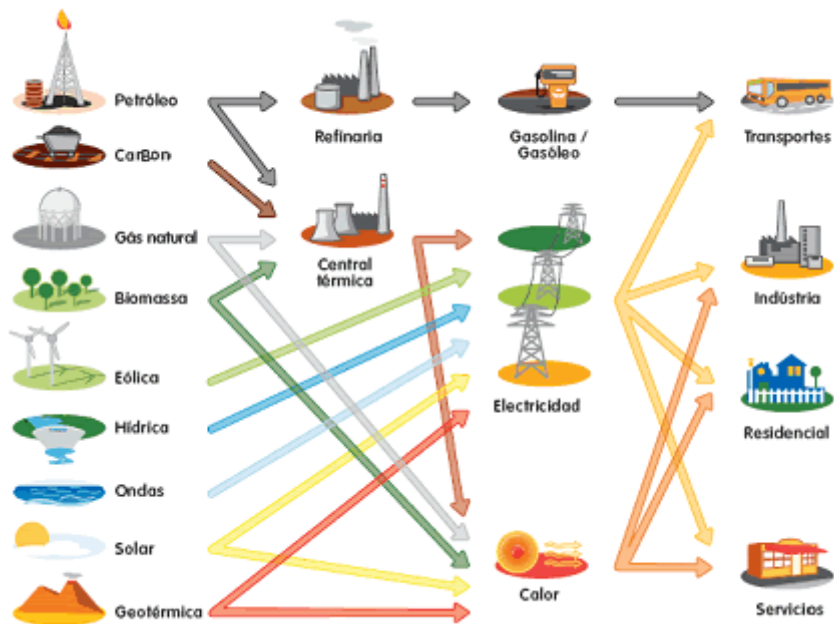 Petróleo
CarBon
Gás natural
Biomassa
Eólica
Hídrica
Ondas
Solar
Geotérmica
Refinaria
Central
térmica
Gasolina /
Gasóleo
Electricidad
Calor
Transportes
Indústria
Residencial
Servicios